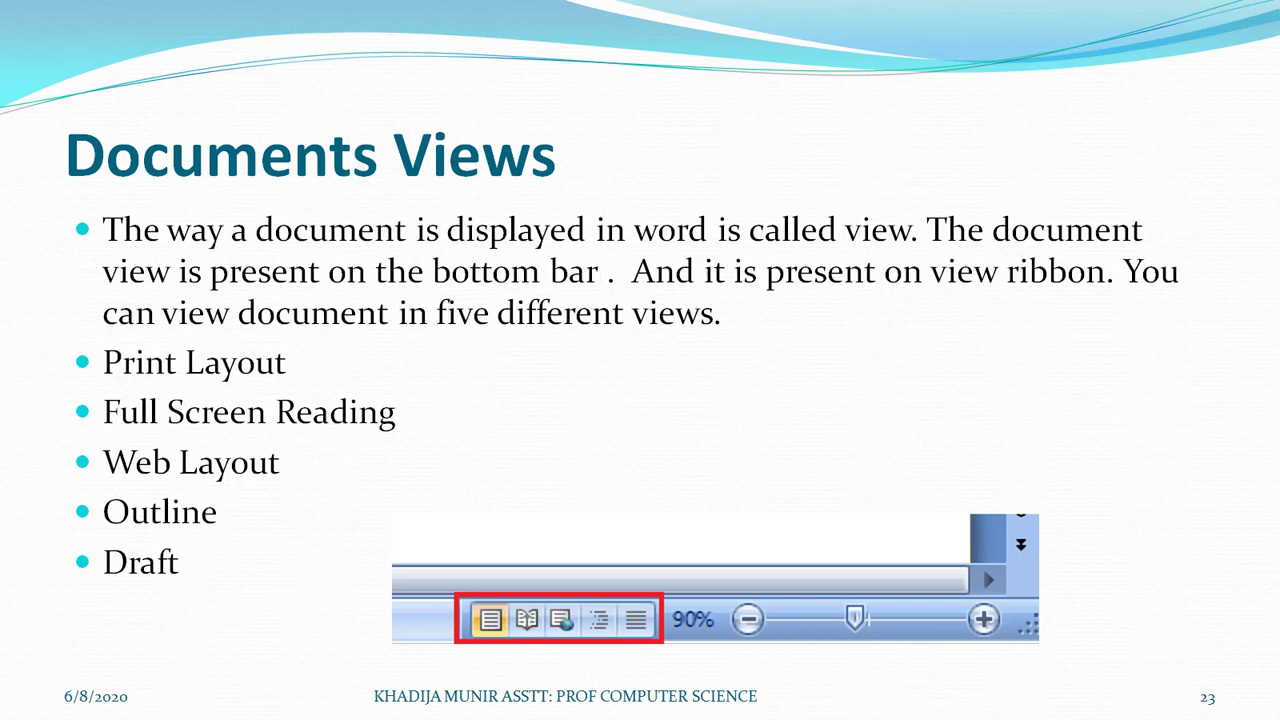 Documents Views
The way a document is displayed in word is called view. The document
view is present on the bottom bar .  And it is present on view ribbon. You
can view document in five different views.
Print Layout
Full Screen Reading
Web Layout
Outline
Draft
90%
6/8/2020
KHADIJA MUNIR ASSTT: PROF COMPUTER SCIENCE
23